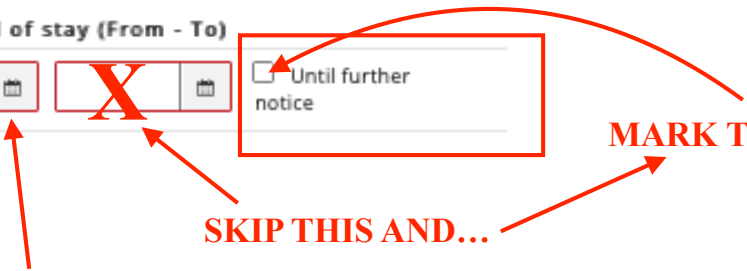 of stay (From - To)
X
Until further
notice
MARK T
SKIP THIS AND…